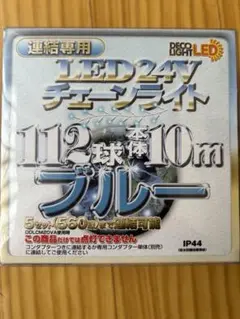 連結専用
DECO
LIGHT LED
LED24V
チェーンライト
112球本体10m
ブルー
5セット(560球)まで連結可能
この商品だけでは点灯できません
IP44